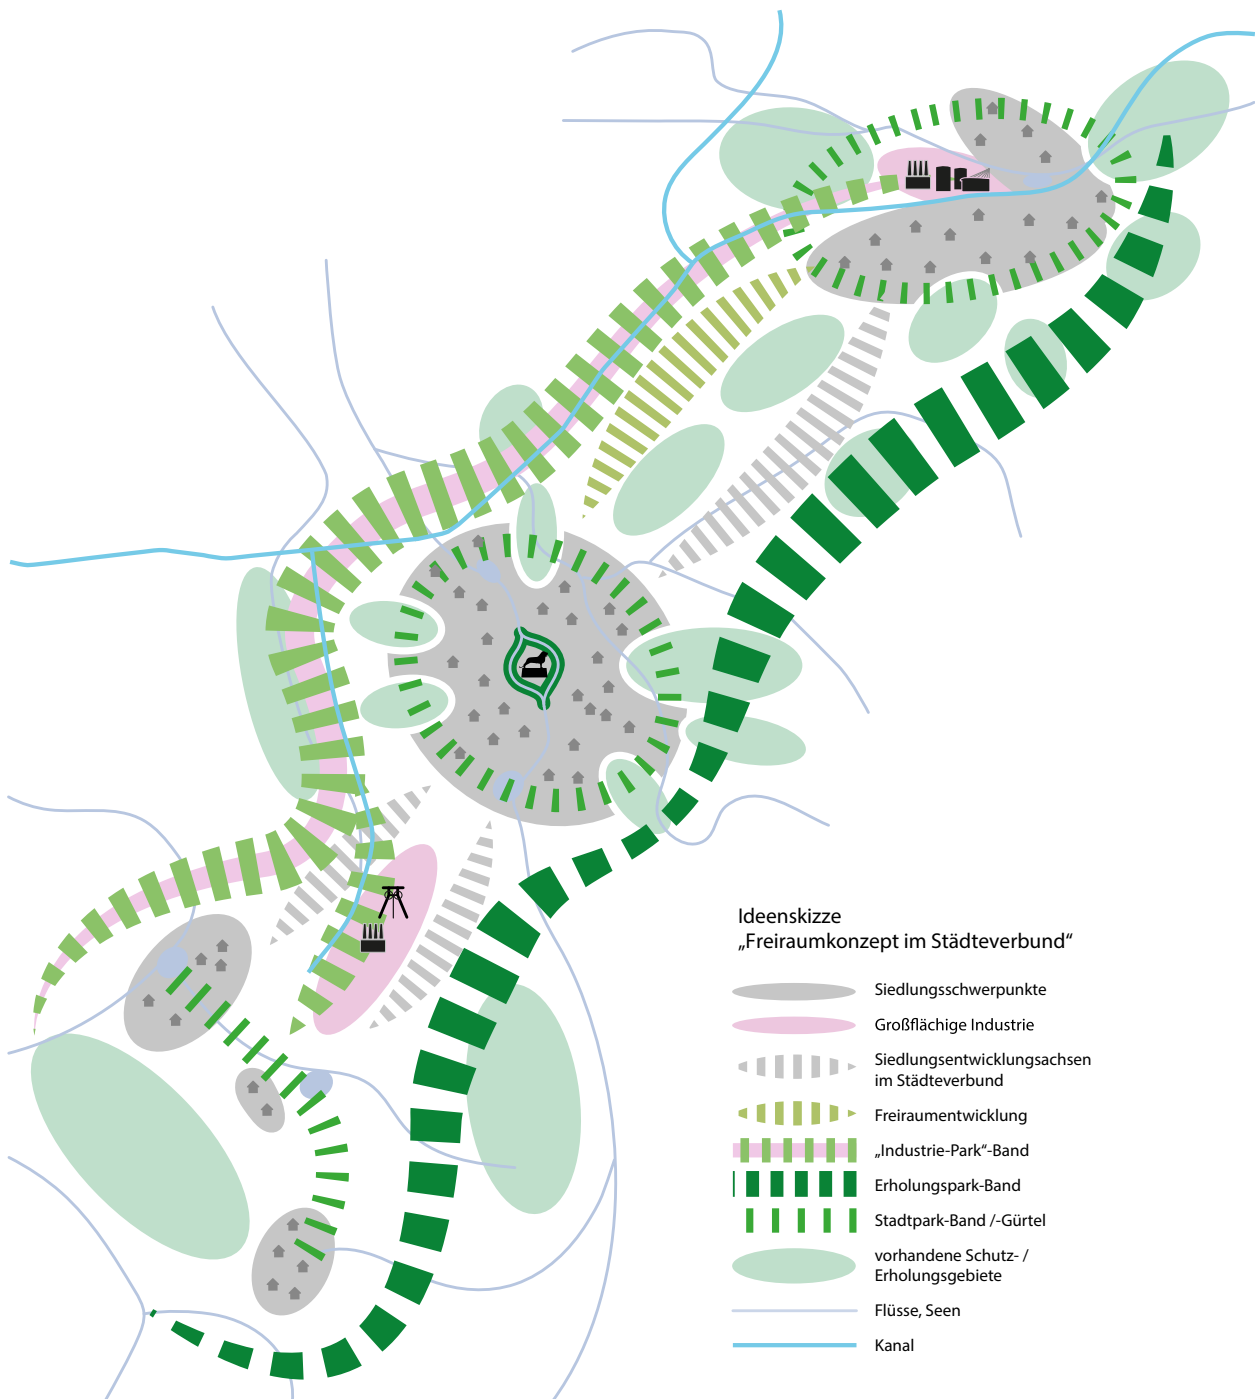 Ideenskizze
„Freiraumkonzept im Städteverbund“
Siedlungsschwerpunkte
Großflächige Industrie
Siedlungsentwicklungsachsen
im Städteverbund
Freiraumentwicklung
„Industrie-Park“-Band
Erholungspark-Band
Stadtpark-Band /-Gürtel
vorhandene Schutz- /
Erholungsgebiete
Flüsse, Seen
Kanal